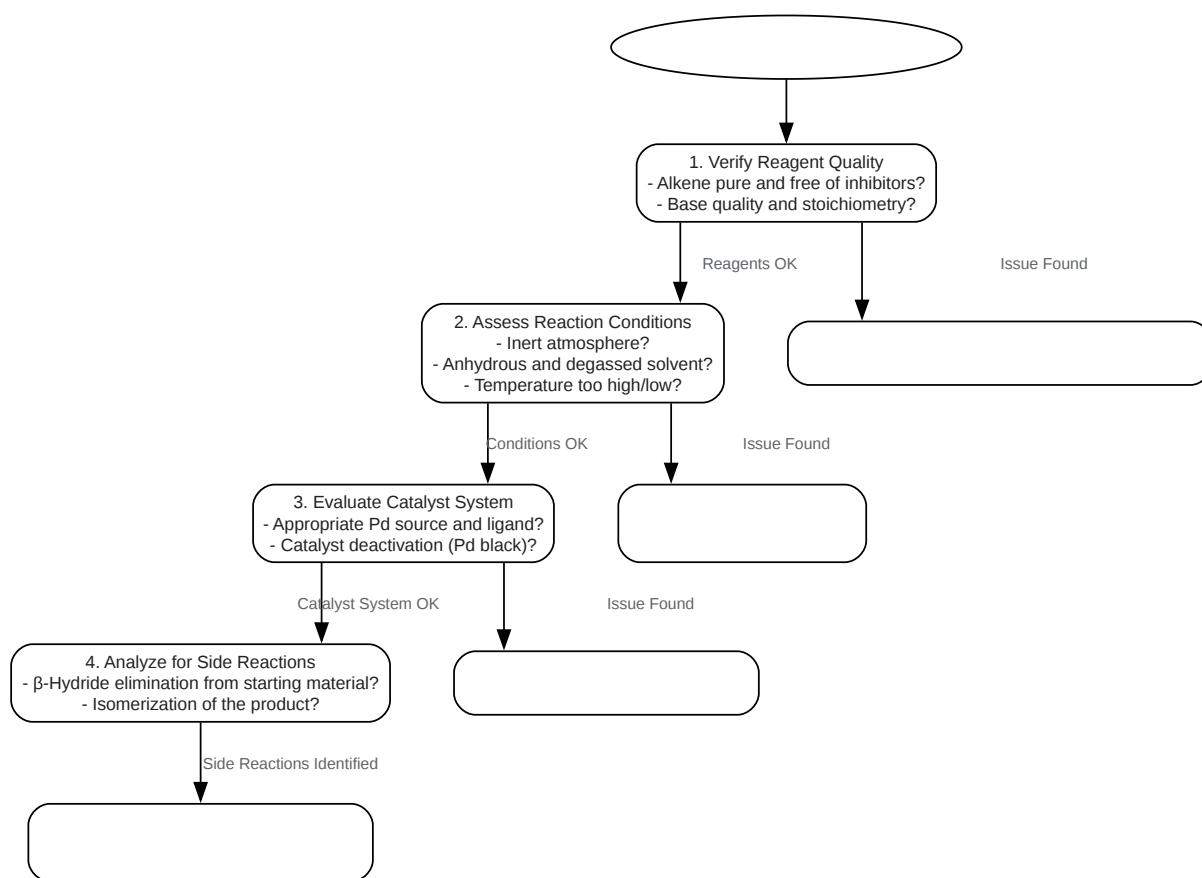 1. Verify Reagent Quality
- Alkene pure and free of inhibitors?
- Base quality and stoichiometry?
Reagents OK
Issue Found
2. Assess Reaction Conditions
- Inert atmosphere?
- Anhydrous and degassed solvent?
- Temperature too high/low?
Conditions OK
Issue Found
3. Evaluate Catalyst System
- Appropriate Pd source and ligand?
- Catalyst deactivation (Pd black)?
Catalyst System OK
Issue Found
4. Analyze for Side Reactions
- β-Hydride elimination from starting material?
- Isomerization of the product?
Side Reactions Identified